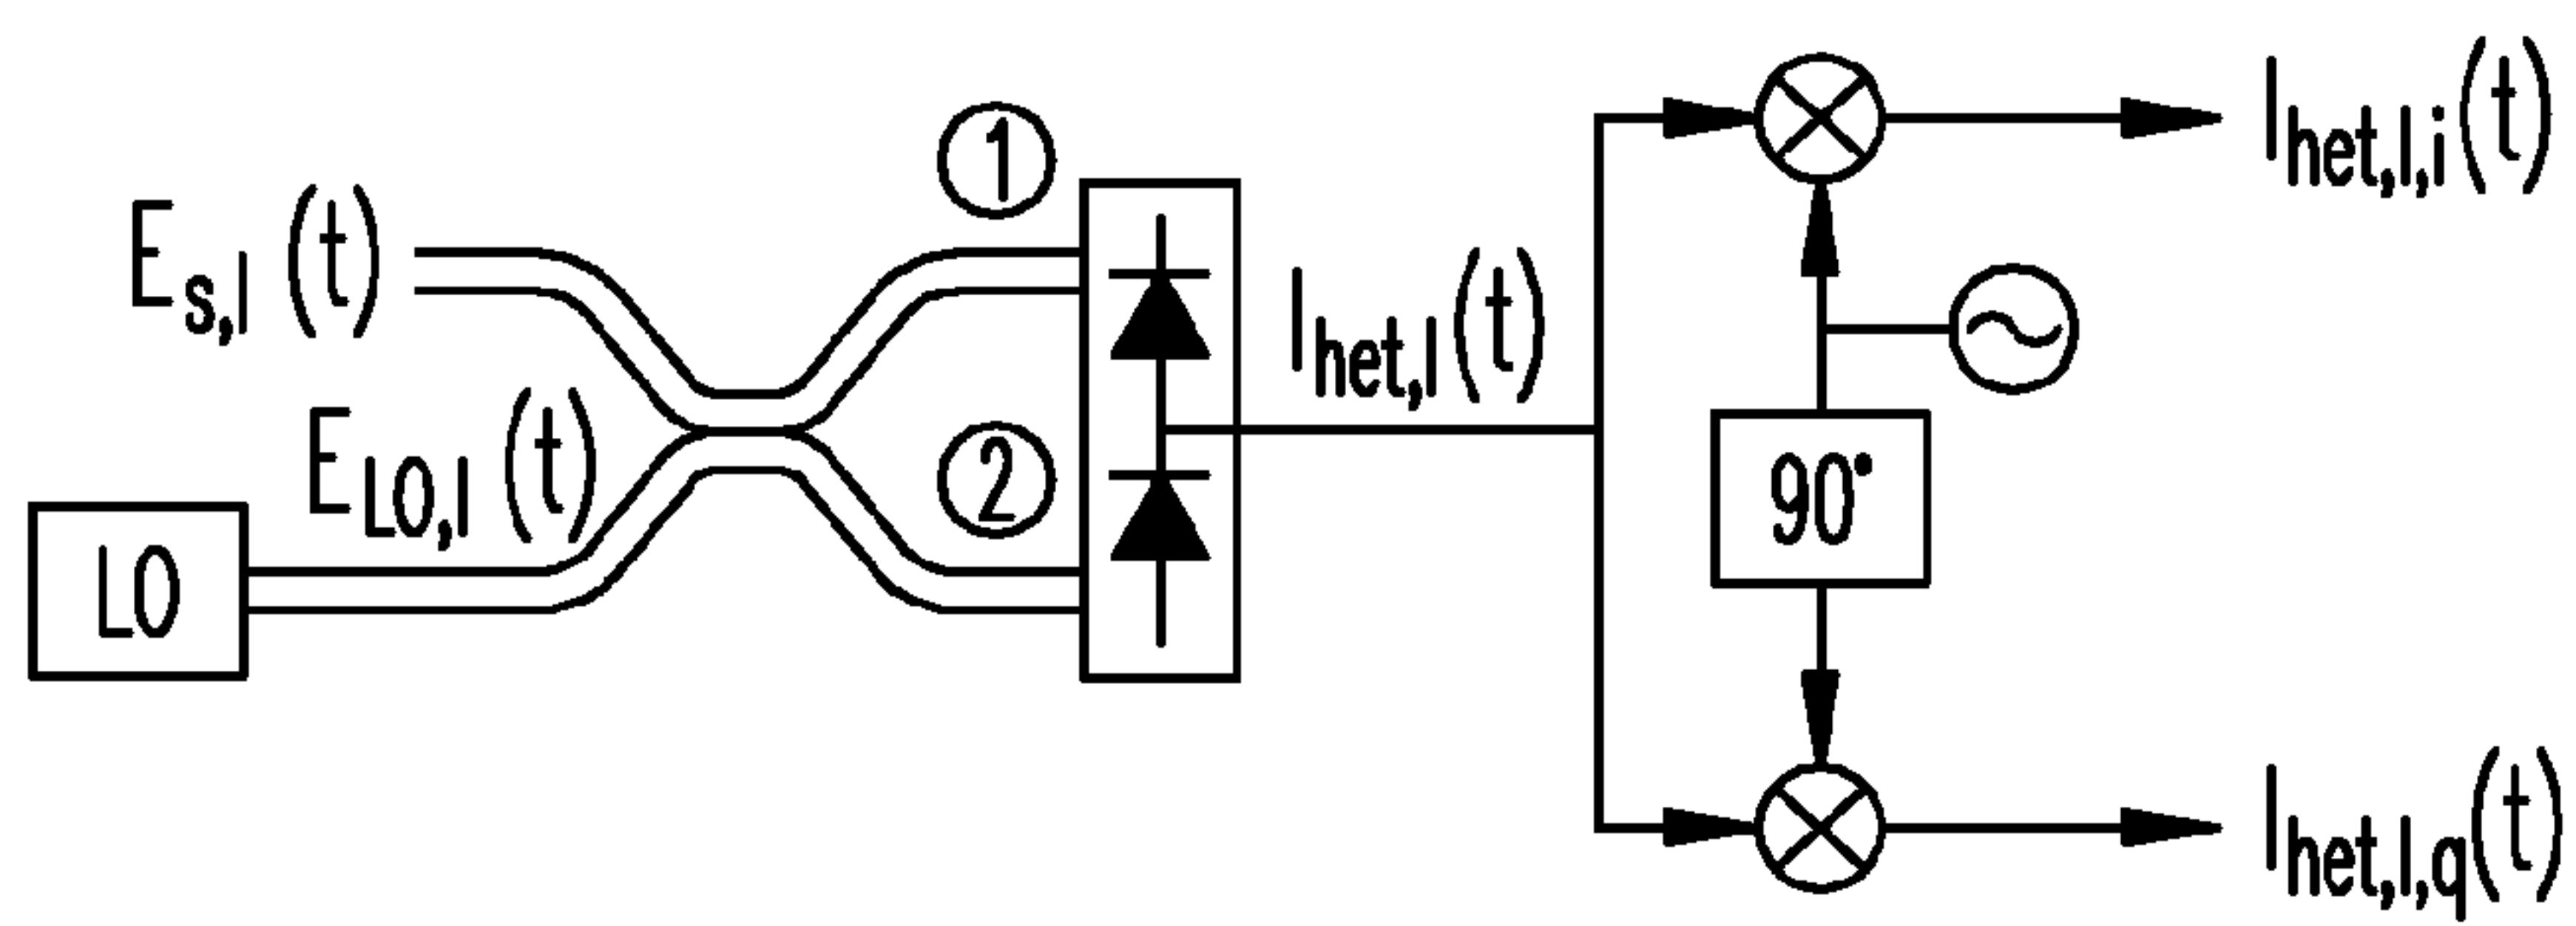 E_s,l (t)
E_LO,l (t)
LO
1
2
I_het,l(t)
90°
I_het,l,i(t)
I_het,l,q(t)